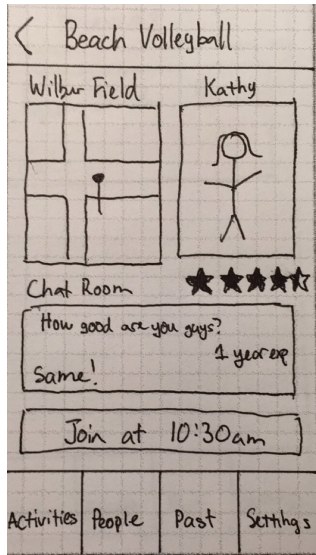 Beach Volleyball
Wilbur Field
Kathy
Chat Room
How good are you guys?
1 year exp
Same!
Join at 10:30am
Activities
People
Past
Settings